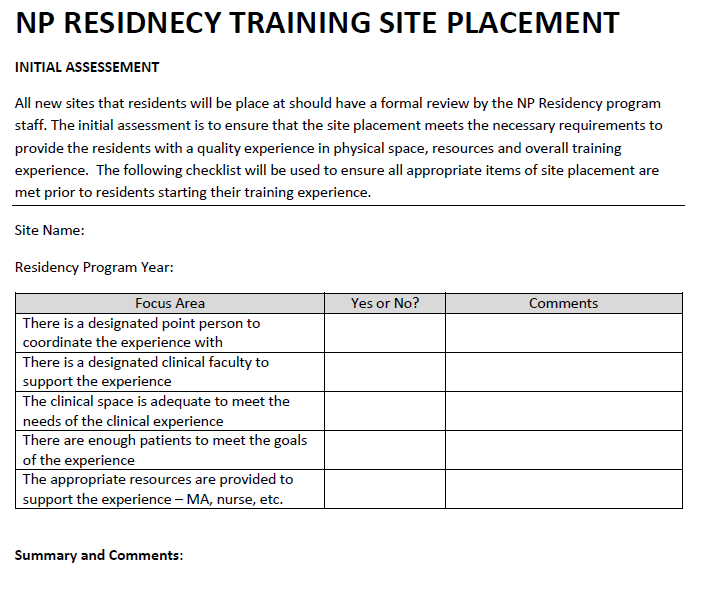 NP RESIDNECY TRAINING SITE PLACEMENT
INITIAL ASSESSEMENT
All new sites that residents will be place at should have a formal review by the NP Residency program
staff. The initial assessment is to ensure that the site placement meets the necessary requirements to
provide the residents with a quality experience in physical space, resources and overall training
experience.  The following checklist will be used to ensure all appropriate items of site placement are
met prior to residents starting their training experience.
Site Name:
Residency Program Year:
Focus Area Yes or No? Comments
There is a designated point person to
coordinate the experience with
There is a designated clinical faculty to
support the experience
The clinical space is adequate to meet the
needs of the clinical experience
There are enough patients to meet the goals
of the experience
The appropriate resources are provided to
support the experience – MA, nurse, etc.
Summary and Comments: